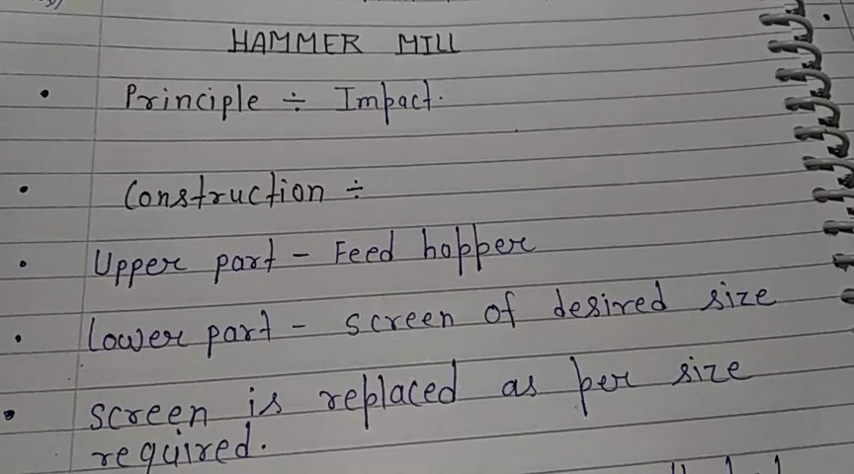 HAMMER MILL
• Principle ÷ Impact.
• Construction ÷
• Upper part - Feed hopper
• Lower part - screen of desired size
• screen is replaced as per size
required.